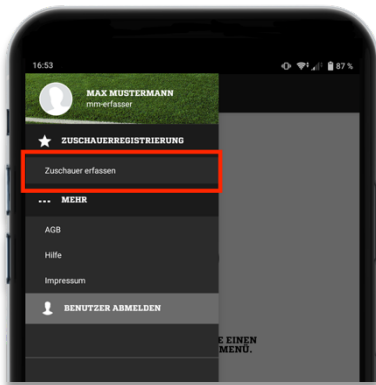 16:53
87 %
MAX MUSTERMANN
mm-erfasser
ZUSCHAUERREGISTRIERUNG
Zuschauer erfassen
MEHR
AGB
Hilfe
Impressum
BENUTZER ABMELDEN
E EINEN
MENÜ.